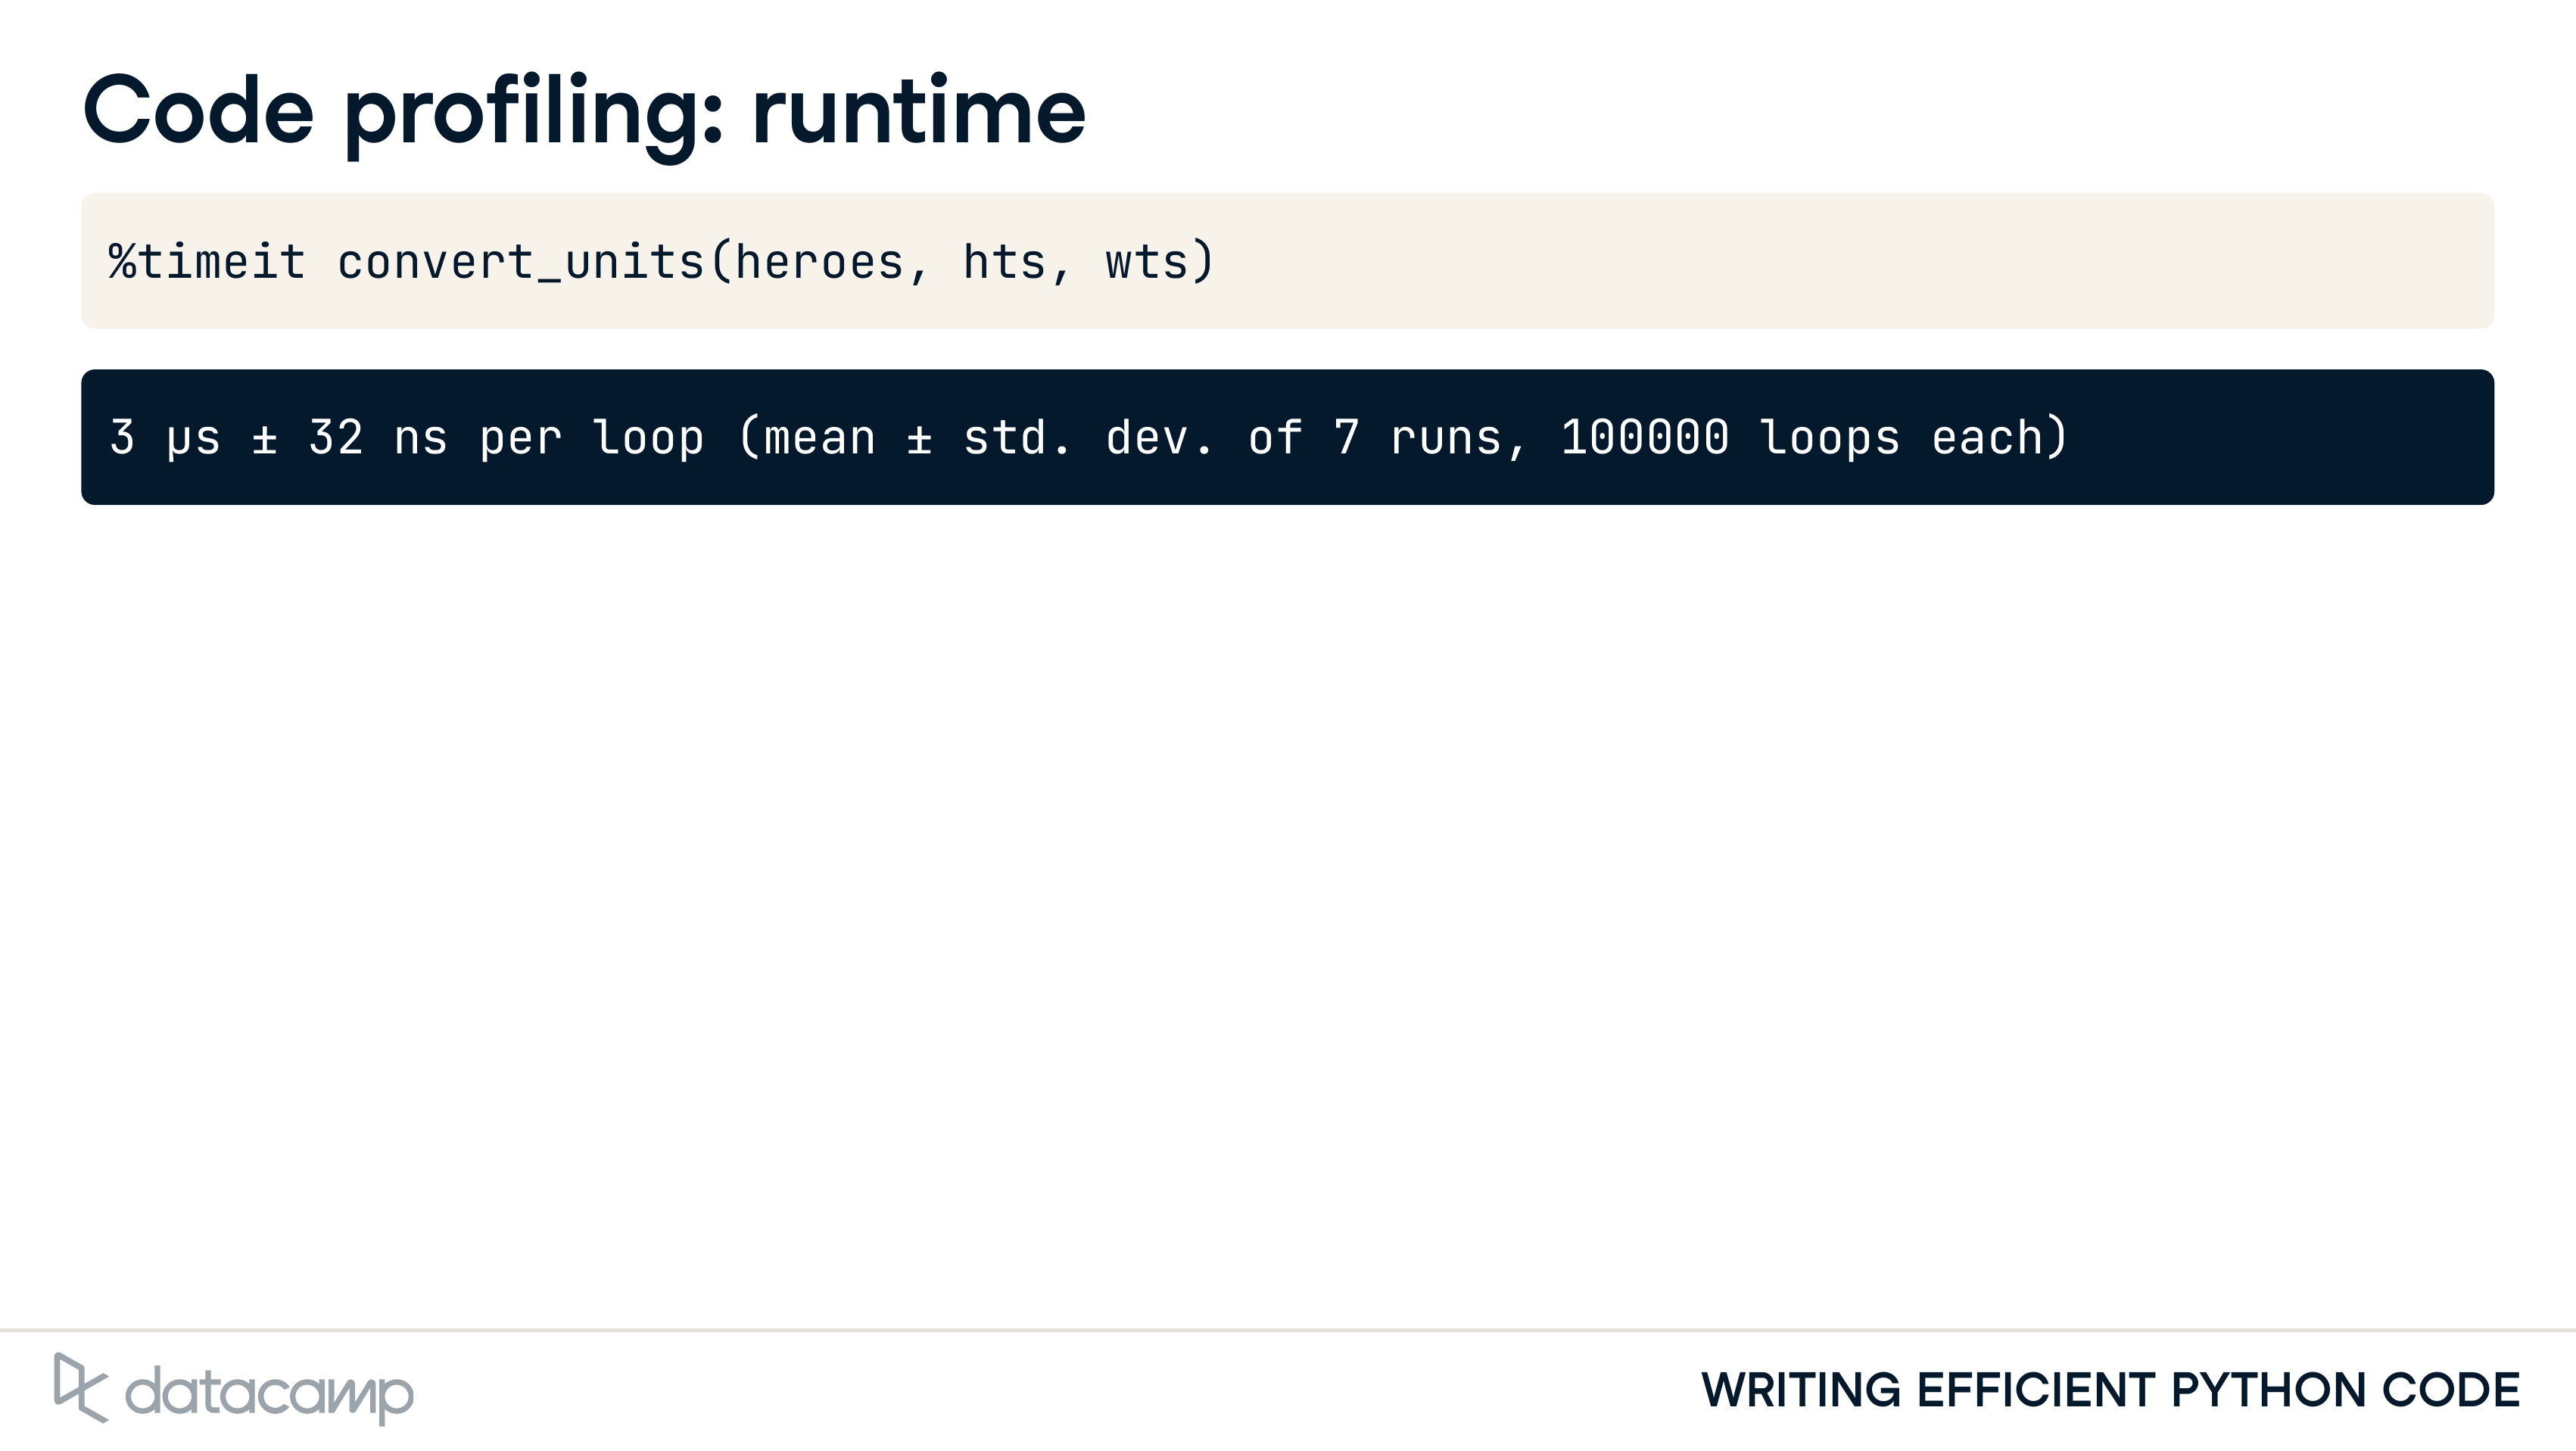 Code profiling: runtime
%timeit convert_units(heroes, hts, wts)
3 µs ± 32 ns per loop (mean ± std. dev. of 7 runs, 100000 loops each)
datacamp
WRITING EFFICIENT PYTHON CODE